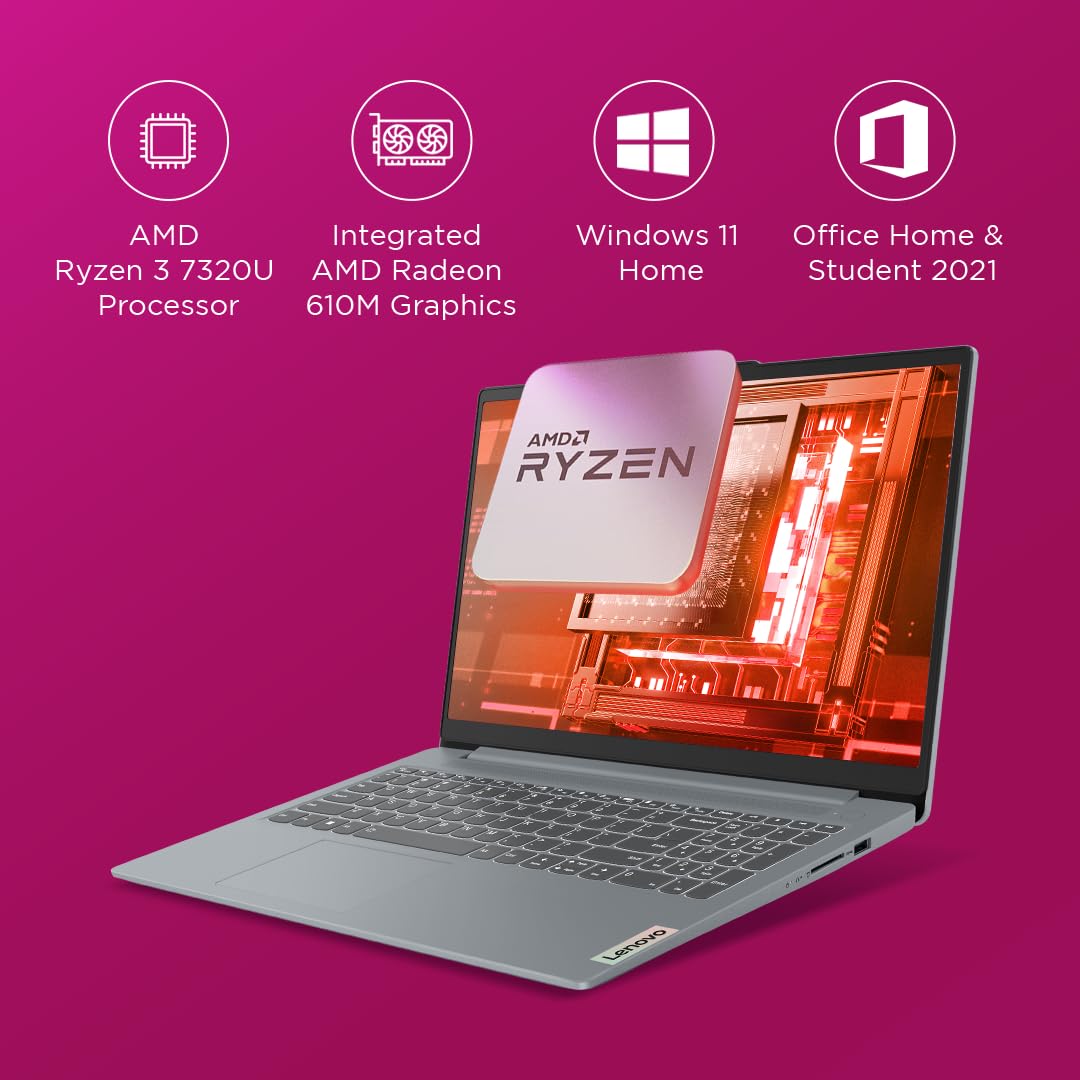 AMD
Ryzen 3 7320U
Processor
Integrated
AMD Radeon
610M Graphics
Windows 11
Home
Office Home &
Student 2021
AMD
RYZEN
Lenovo